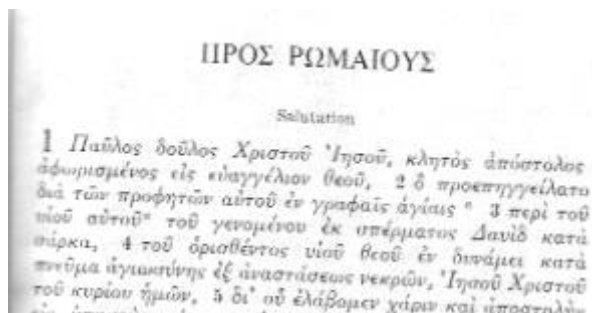 ΠΡΟΣ ΡΩΜΑΙΟΥΣ
Salutation
1 Παῦλος δοῦλος Χριστοῦ Ἰησοῦ, κλητὸς ἀπόστολος
ἀφωρισμένος εἰς εὐαγγέλιον θεοῦ, 2 ὃ προεπηγγείλατο
διὰ τῶν προφητῶν αὐτοῦ ἐν γραφαῖς ἁγίαις 3 περὶ τοῦ
υἱοῦ αὐτοῦ τοῦ γενομένου ἐκ σπέρματος Δαυὶδ κατὰ
σάρκα, 4 τοῦ ὁρισθέντος υἱοῦ θεοῦ ἐν δυνάμει κατὰ
πνεῦμα ἁγιωσύνης ἐξ ἀναστάσεως νεκρῶν, Ἰησοῦ Χριστοῦ
τοῦ κυρίου ἡμῶν, 5 δι' οὗ ἐλάβομεν χάριν καὶ ἀποστολὴν